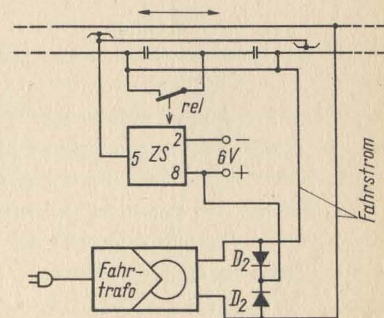 rel
2
ZS
5
8
6V
−
+
Fahrstrom
Fahr-
trafo
D2
D2